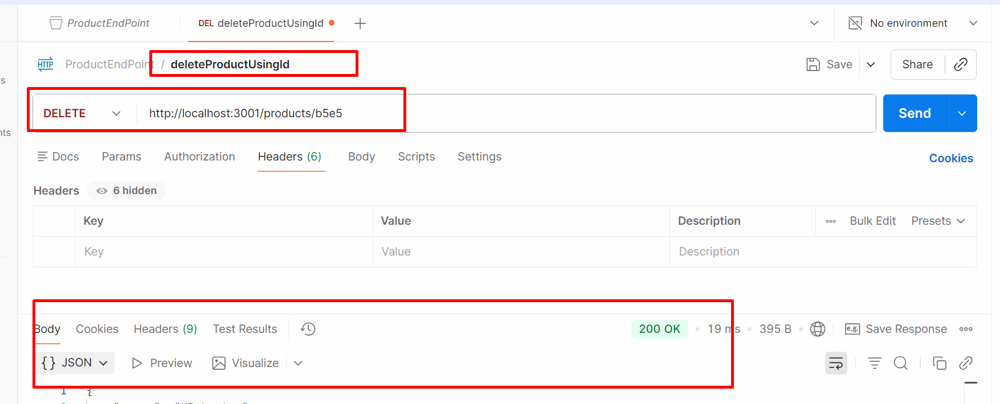 ProductEndPoint DEL deleteProductUsingId No environment
HTTP ProductEndPoint / deleteProductUsingId Save Share
s
DELETE http://localhost:3001/products/b5e5 Send
nts
Docs Params Authorization Headers (6) Body Scripts Settings Cookies
Headers 6 hidden
Key Value Description Bulk Edit Presets
Key Value Description
Body Cookies Headers (9) Test Results 200 OK 19 ms 395 B e.g. Save Response
{} JSON Preview Visualize
1 {